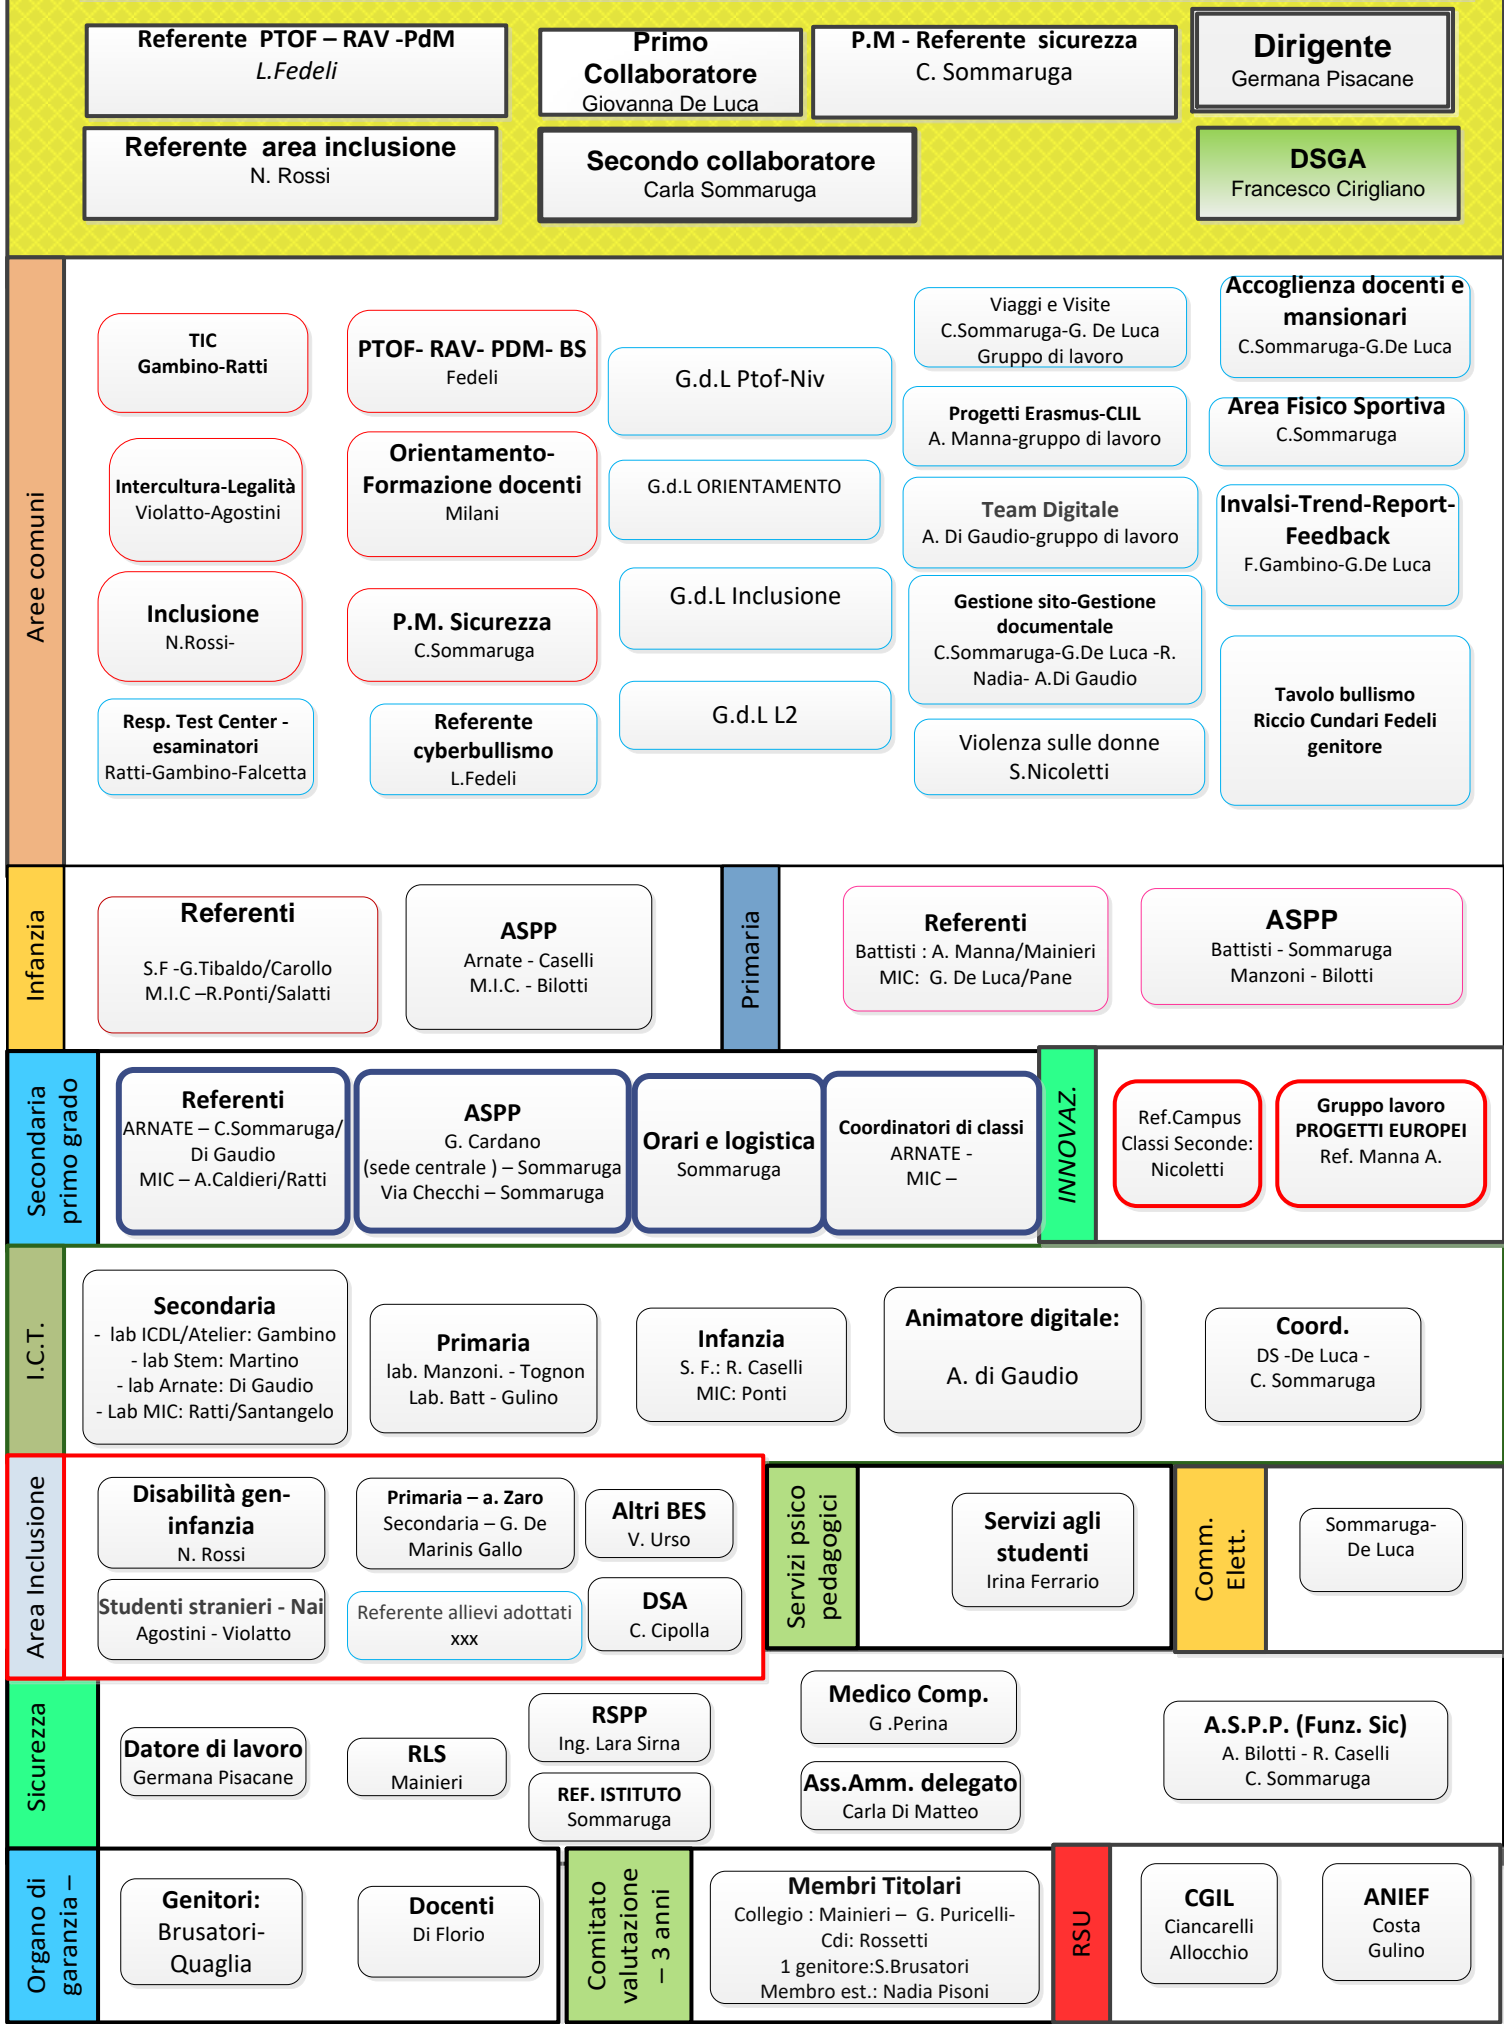 Referente PTOF – RAV -PdM
L.Fedeli
Primo
Collaboratore
Giovanna De Luca
P.M - Referente sicurezza
C. Sommaruga
Dirigente
Germana Pisacane
Referente area inclusione
N. Rossi
Secondo collaboratore
Carla Sommaruga
DSGA
Francesco Cirigliano
Aree comuni
TIC
Gambino-Ratti
Intercultura-Legalità
Violatto-Agostini
Inclusione
N.Rossi-
Resp. Test Center -
esaminatori
Ratti-Gambino-Falcetta
PTOF- RAV- PDM- BS
Fedeli
Orientamento-
Formazione docenti
Milani
P.M. Sicurezza
C.Sommaruga
Referente
cyberbullismo
L.Fedeli
G.d.L Ptof-Niv
G.d.L ORIENTAMENTO
G.d.L Inclusione
G.d.L L2
Viaggi e Visite
C.Sommaruga-G. De Luca
Gruppo di lavoro
Progetti Erasmus-CLIL
A. Manna-gruppo di lavoro
Team Digitale
A. Di Gaudio-gruppo di lavoro
Gestione sito-Gestione
documentale
C.Sommaruga-G.De Luca -R.
Nadia- A.Di Gaudio
Violenza sulle donne
S.Nicoletti
Accoglienza docenti e
mansionari
C.Sommaruga-G.De Luca
Area Fisico Sportiva
C.Sommaruga
Invalsi-Trend-Report-
Feedback
F.Gambino-G.De Luca
Tavolo bullismo
Riccio Cundari Fedeli
genitore
Infanzia
Referenti
S.F -G.Tibaldo/Carollo
M.I.C –R.Ponti/Salatti
ASPP
Arnate - Caselli
M.I.C. - Bilotti
Primaria
Referenti
Battisti : A. Manna/Mainieri
MIC: G. De Luca/Pane
ASPP
Battisti - Sommaruga
Manzoni - Bilotti
Secondaria
primo grado
Referenti
ARNATE – C.Sommaruga/
Di Gaudio
MIC – A.Caldieri/Ratti
ASPP
G. Cardano
(sede centrale ) – Sommaruga
Via Checchi – Sommaruga
Orari e logistica
Sommaruga
Coordinatori di classi
ARNATE -
MIC –
INNOVAZ.
Ref.Campus
Classi Seconde:
Nicoletti
Gruppo lavoro
PROGETTI EUROPEI
Ref. Manna A.
I.C.T.
Secondaria
- lab ICDL/Atelier: Gambino
- lab Stem: Martino
- lab Arnate: Di Gaudio
- Lab MIC: Ratti/Santangelo
Primaria
lab. Manzoni. - Tognon
Lab. Batt - Gulino
Infanzia
S. F.: R. Caselli
MIC: Ponti
Animatore digitale:
A. di Gaudio
Coord.
DS -De Luca -
C. Sommaruga
Area Inclusione
Disabilità gen-
infanzia
N. Rossi
Primaria – a. Zaro
Secondaria – G. De
Marinis Gallo
Altri BES
V. Urso
Studenti stranieri - Nai
Agostini - Violatto
Referente allievi adottati
xxx
DSA
C. Cipolla
Servizi psico
pedagogici
Servizi agli
studenti
Irina Ferrario
Comm.
Elett.
Sommaruga-
De Luca
Sicurezza
Datore di lavoro
Germana Pisacane
RLS
Mainieri
RSPP
Ing. Lara Sirna
REF. ISTITUTO
Sommaruga
Medico Comp.
G .Perina
Ass.Amm. delegato
Carla Di Matteo
A.S.P.P. (Funz. Sic)
A. Bilotti - R. Caselli
C. Sommaruga
Organo di
garanzia –
Genitori:
Brusatori-
Quaglia
Docenti
Di Florio
Comitato
valutazione
– 3 anni
Membri Titolari
Collegio : Mainieri – G. Puricelli-
Cdi: Rossetti
1 genitore:S.Brusatori
Membro est.: Nadia Pisoni
RSU
CGIL
Ciancarelli
Allocchio
ANIEF
Costa
Gulino